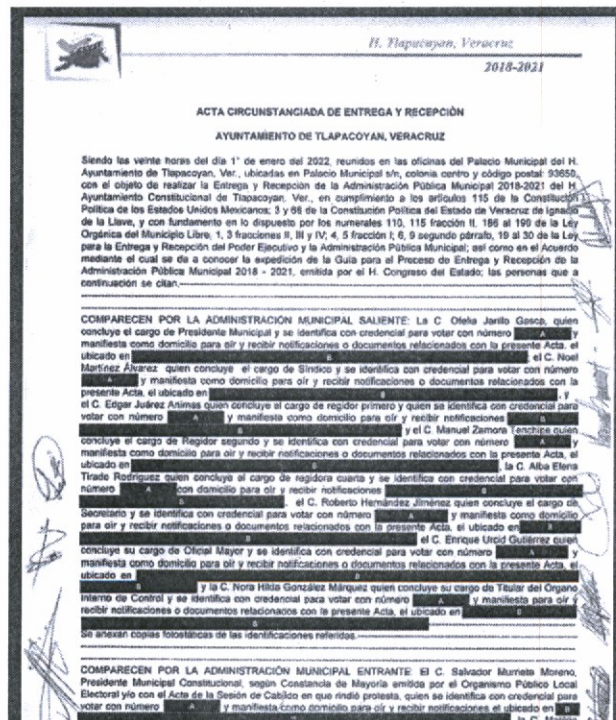 H. Tlapacoyan, Veracruz
2018-2021
ACTA CIRCUNSTANCIADA DE ENTREGA Y RECEPCIÓN
AYUNTAMIENTO DE TLAPACOYAN, VERACRUZ
Siendo las veinte horas del día 1° de enero del 2022, reunidos en las oficinas del Palacio Municipal del H.
Ayuntamiento de Tlapacoyan, Ver., ubicadas en Palacio Municipal s/n, colonia centro y código postal: 93650,
con el objeto de realizar la Entrega y Recepción de la Administración Pública Municipal 2018-2021 del H.
Ayuntamiento Constitucional de Tlapacoyan, Ver., en cumplimiento a los artículos 115 de la Constitución
Política de los Estados Unidos Mexicanos; 3 y 68 de la Constitución Política del Estado de Veracruz de Ignacio
de la Llave, y con fundamento en lo dispuesto por los numerales 110, 115 fracción II, 186 al 190 de la Ley
Orgánica del Municipio Libre, 1, 3 fracciones II, III y IV; 4, 5 fracción I; 6, 9 segundo párrafo, 19 al 30 de la Ley
para la Entrega y Recepción del Poder Ejecutivo y la Administración Pública Municipal; así como en el Acuerdo
mediante el cual se da a conocer la expedición de la Guía para el Proceso de Entrega y Recepción de la
Administración Pública Municipal 2018 - 2021, emitida por el H. Congreso del Estado; las personas que a
continuación se citan.
COMPARECEN POR LA ADMINISTRACIÓN MUNICIPAL SALIENTE: La C. Ofelia Jarillo Gasca, quien
concluye el cargo de Presidente Municipal y se identifica con credencial para votar con número A y
manifiesta como domicilio para oír y recibir notificaciones o documentos relacionados con la presente Acta, el
ubicado en B, el C. Noel
Martínez Álvarez quien concluye el cargo de Síndico y se identifica con credencial para votar con número
A y manifiesta como domicilio para oír y recibir notificaciones o documentos relacionados con la
presente Acta, el ubicado en B, y
el C. Edgar Juárez Animas quien concluye el cargo de regidor primero y quien se identifica con credencial para
votar con número A y manifiesta como domicilio para oír y recibir notificaciones B
y el C. Manuel Zamora Tenchipe quien
concluye el cargo de Regidor segundo y se identifica con credencial para votar con número A y
manifiesta como domicilio para oír y recibir notificaciones o documentos relacionados con la presente Acta, el
ubicado en B, la C. Alba Elena
Tirado Rodríguez quien concluye el cargo de regidora cuarta y se identifica con credencial para votar con
número A con domicilio para oír y recibir notificaciones B
, el C. Roberto Hernández Jiménez quien concluye el cargo de
Secretario y se identifica con credencial para votar con número A y manifiesta como domicilio
para oír y recibir notificaciones o documentos relacionados con la presente Acta, el ubicado en B
B el C. Enrique Urcid Gutiérrez quien
concluye su cargo de Oficial Mayor y se identifica con credencial para votar con número A y
manifiesta como domicilio para oír y recibir notificaciones o documentos relacionados con la presente Acta, el
ubicado en B
B y la C. Nora Hilda González Márquez quien concluye su cargo de Titular del Órgano
Interno de Control y se identifica con credencial para votar con número A y manifiesta para oír y
recibir notificaciones o documentos relacionados con la presente Acta, el ubicado en B
B
Se anexan copias fotostáticas de las identificaciones referidas.
COMPARECEN POR LA ADMINISTRACIÓN MUNICIPAL ENTRANTE: El C. Salvador Murrieta Moreno,
Presidente Municipal Constitucional, según Constancia de Mayoría emitida por el Organismo Público Local
Electoral y/o con el Acta de la Sesión de Cabildo en que rindió protesta, quien se identifica con credencial para
votar con número A y manifiesta como domicilio para oír y recibir notificaciones el ubicado en B